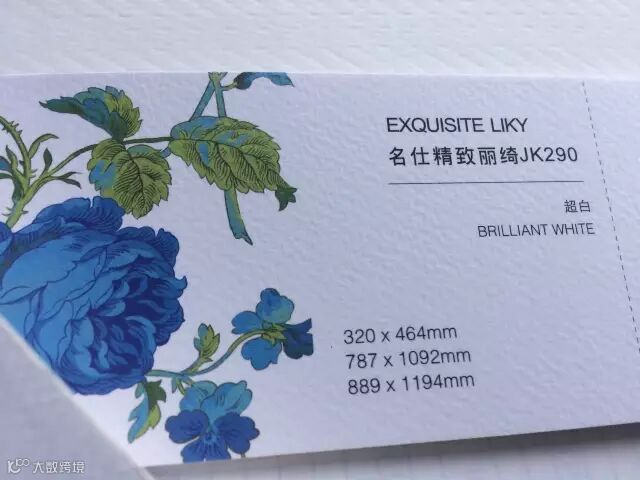 EXQUISITE LIKY
名仕精致丽绮JK290
超白
BRILLIANT WHITE
320 x 464mm
787 x 1092mm
889 x 1194mm
大数跨境